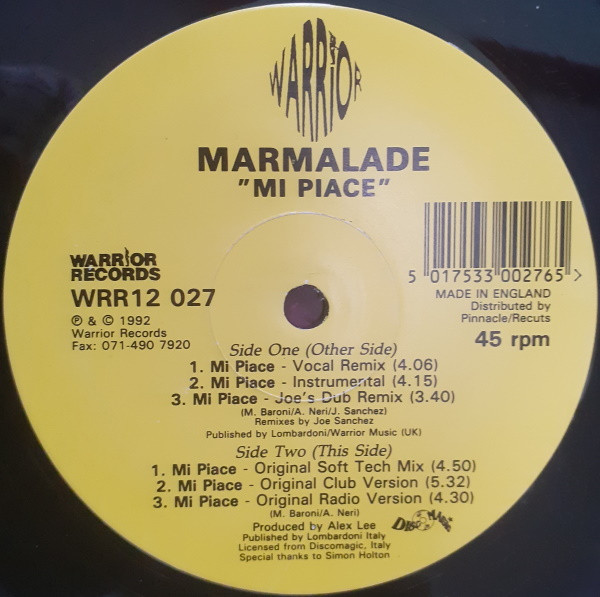 WARRIOR
MARMALADE
"MI PIACE"
WARRIOR
RECORDS
WRR12 027
℗ & © 1992
Warrior Records
Fax: 071-490 7920
5 017533 002765 >
MADE IN ENGLAND
Distributed by
Pinnacle/Recuts
45 rpm
Side One (Other Side)
1. Mi Piace - Vocal Remix (4.06)
2. Mi Piace - Instrumental (4.15)
3. Mi Piace - Joe's Dub Remix (3.40)
(M. Baroni/A. Neri/J. Sanchez)
Remixes by Joe Sanchez
Published by Lombardoni/Warrior Music (UK)
Side Two (This Side)
1. Mi Piace - Original Soft Tech Mix (4.50)
2. Mi Piace - Original Club Version (5.32)
3. Mi Piace - Original Radio Version (4.30)
(M. Baroni/A. Neri)
Produced by Alex Lee
Published by Lombardoni Italy
Licensed from Discomagic, Italy
Special thanks to Simon Holton